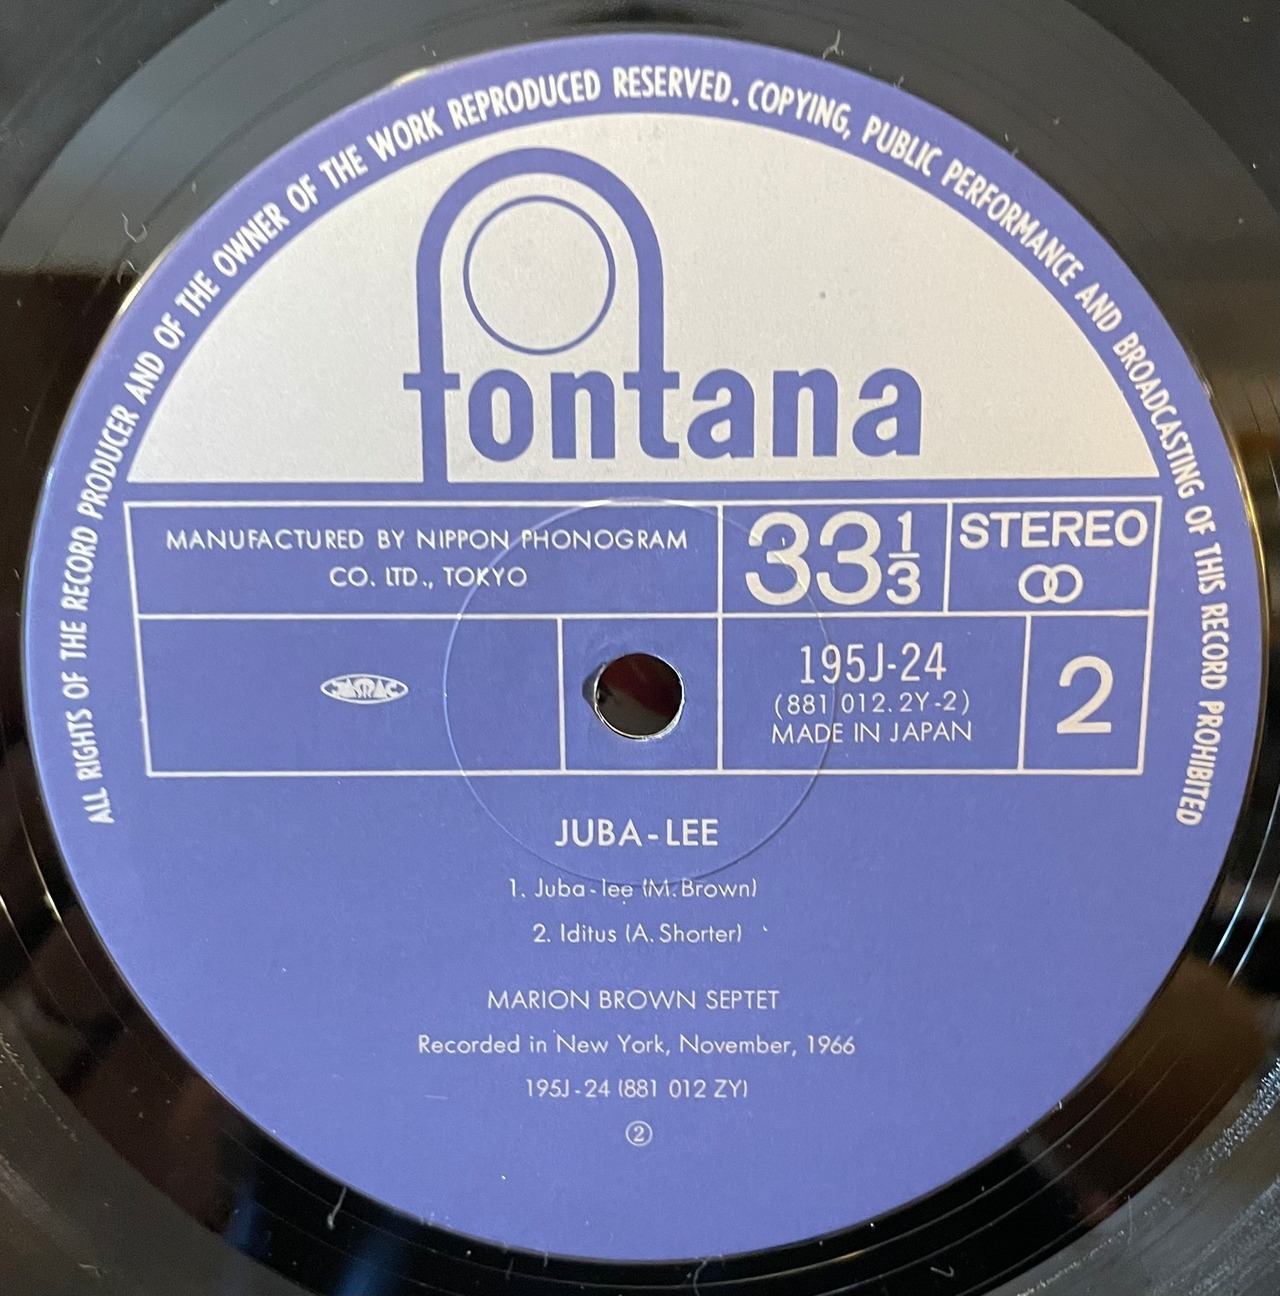 ALL RIGHTS OF THE RECORD PRODUCER AND OF THE OWNER OF THE WORK REPRODUCED RESERVED. COPYING, PUBLIC PERFORMANCE AND BROADCASTING OF THIS RECORD PROHIBITED
fontana
MANUFACTURED BY NIPPON PHONOGRAM
CO. LTD., TOKYO
33 1/3
STEREO
JASRAC
195J-24
(881 012. 2Y-2)
MADE IN JAPAN
2
JUBA-LEE
1. Juba-lee (M. Brown)
2. Iditus (A. Shorter)
MARION BROWN SEPTET
Recorded in New York, November, 1966
195J-24 (881 012 ZY)
②